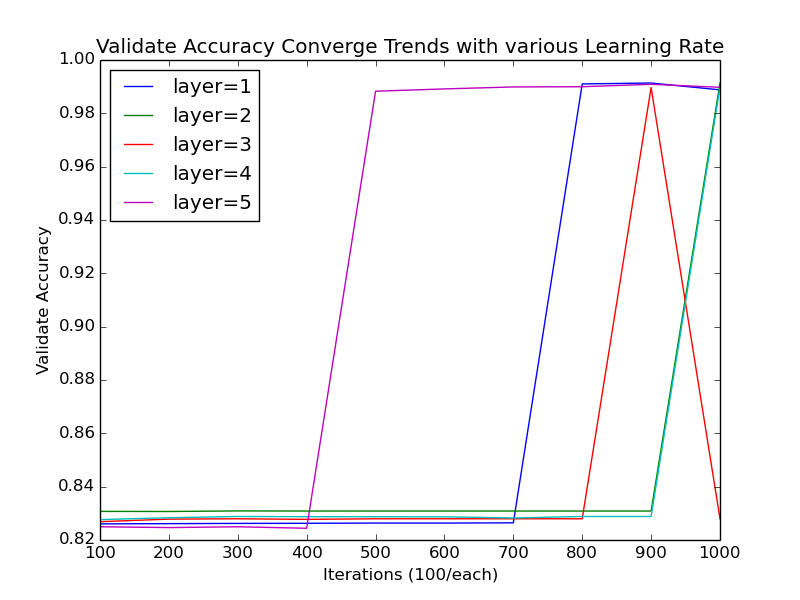 Validate Accuracy Converge Trends with various Learning Rate
1.00
0.98
0.96
0.94
0.92
0.90
0.88
0.86
0.84
0.82
layer=1
layer=2
layer=3
layer=4
layer=5
Validate Accuracy
100 200 300 400 500 600 700 800 900 1000
Iterations (100/each)